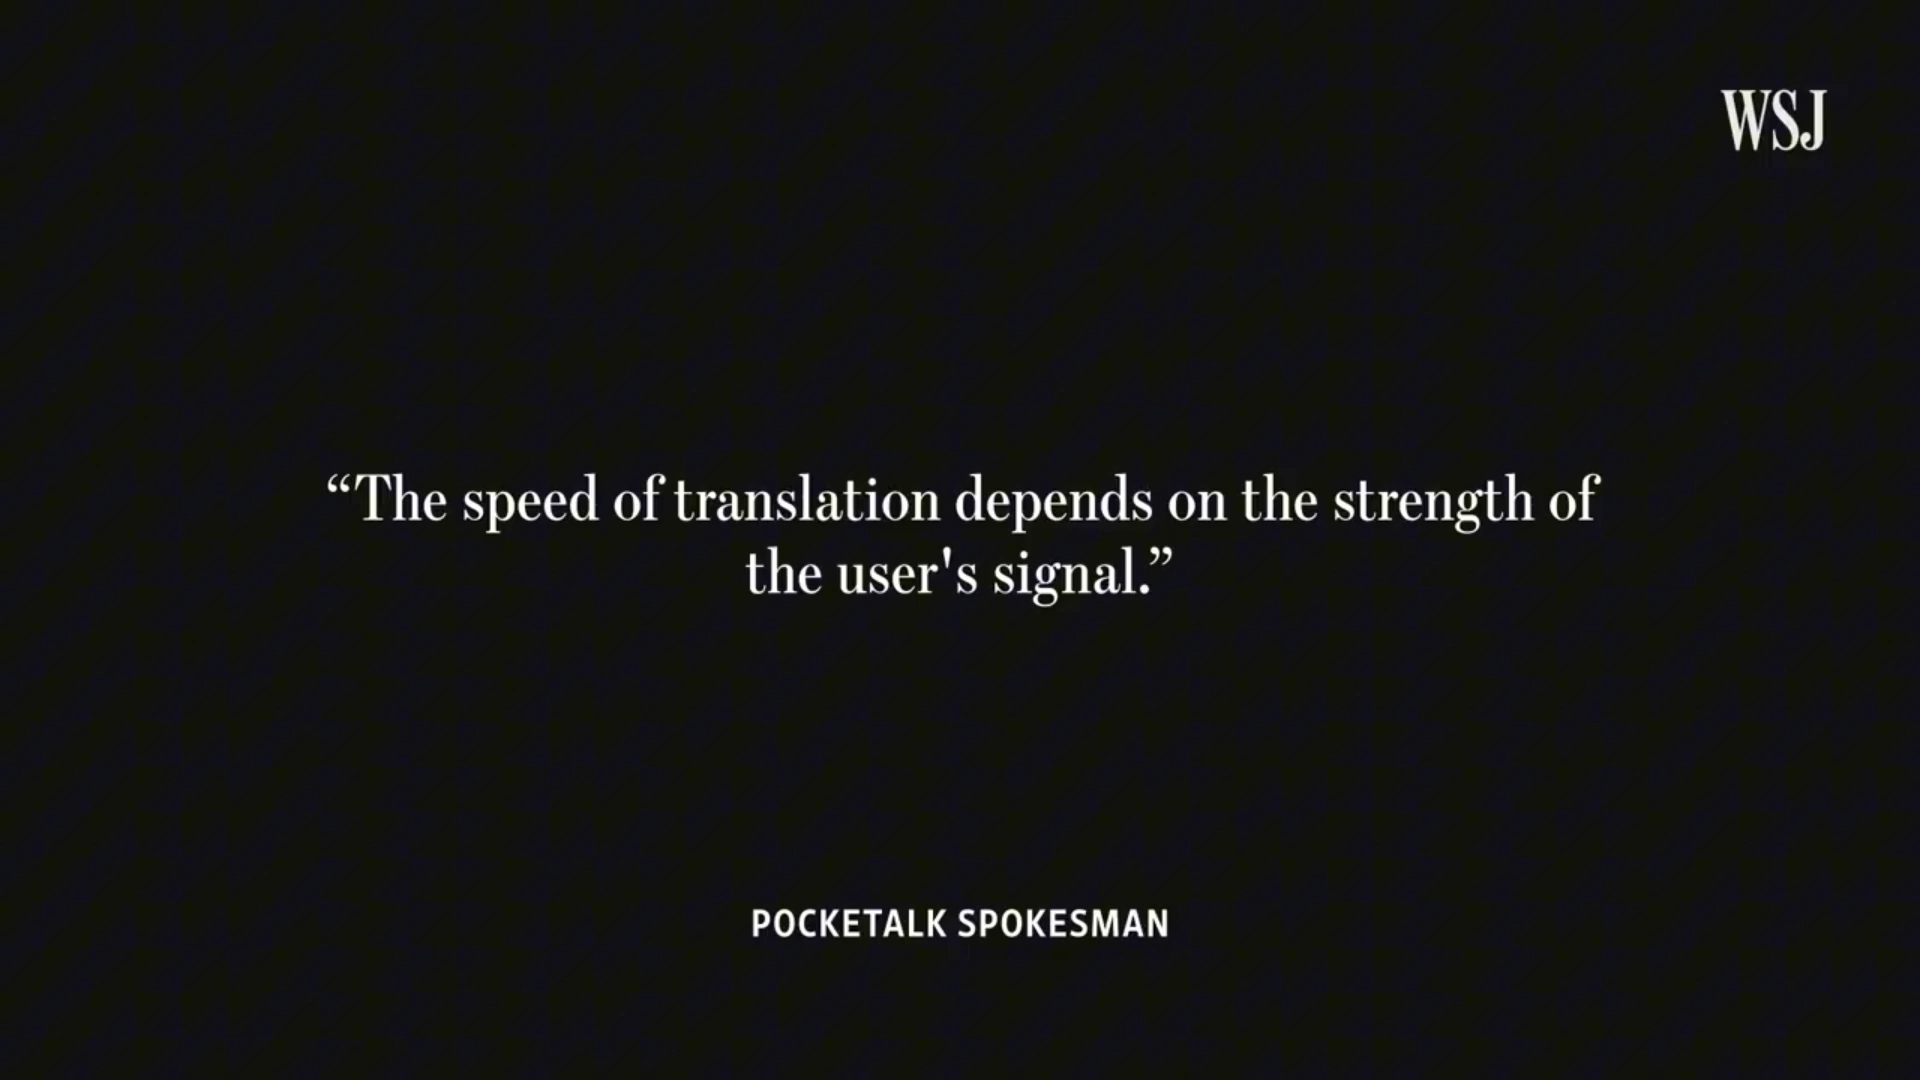 WSJ
“The speed of translation depends on the strength of
the user's signal.”
POCKETALK SPOKESMAN